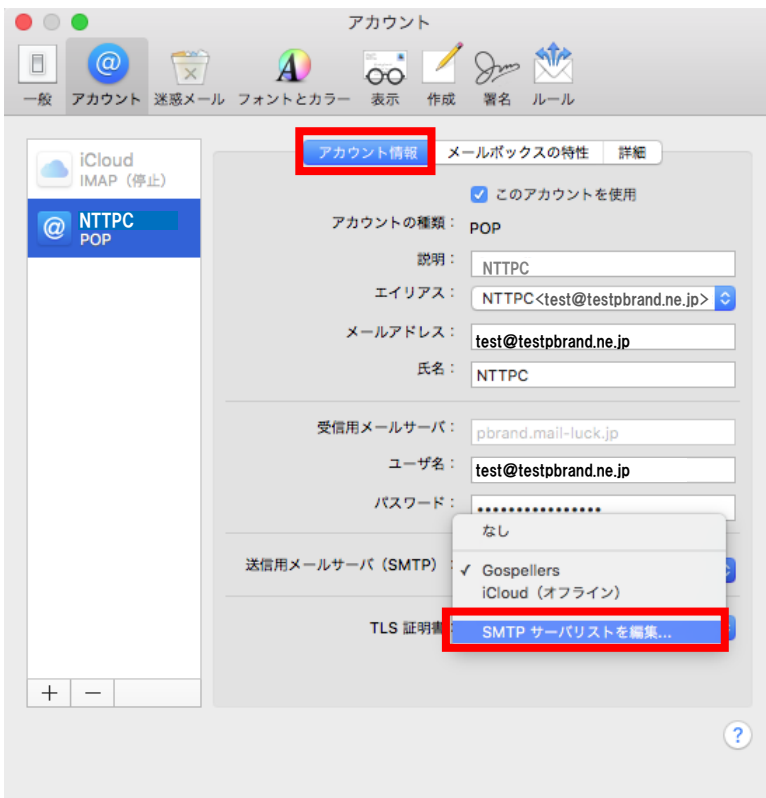 アカウント
一般 アカウント 迷惑メール フォントとカラー 表示 作成 署名 ルール
アカウント情報 メールボックスの特性 詳細
iCloud
IMAP（停止）
NTTPC
POP
このアカウントを使用
アカウントの種類： POP
説明： NTTPC
エイリアス： NTTPC<test@testpbrand.ne.jp>
メールアドレス： test@testpbrand.ne.jp
氏名： NTTPC
受信用メールサーバ： pbrand.mail-luck.jp
ユーザ名： test@testpbrand.ne.jp
パスワード： ••••••••••••••••
なし
送信用メールサーバ（SMTP）： ✓ Gospellers
iCloud（オフライン）
TLS 証明書： SMTP サーバリストを編集...
+ −
?